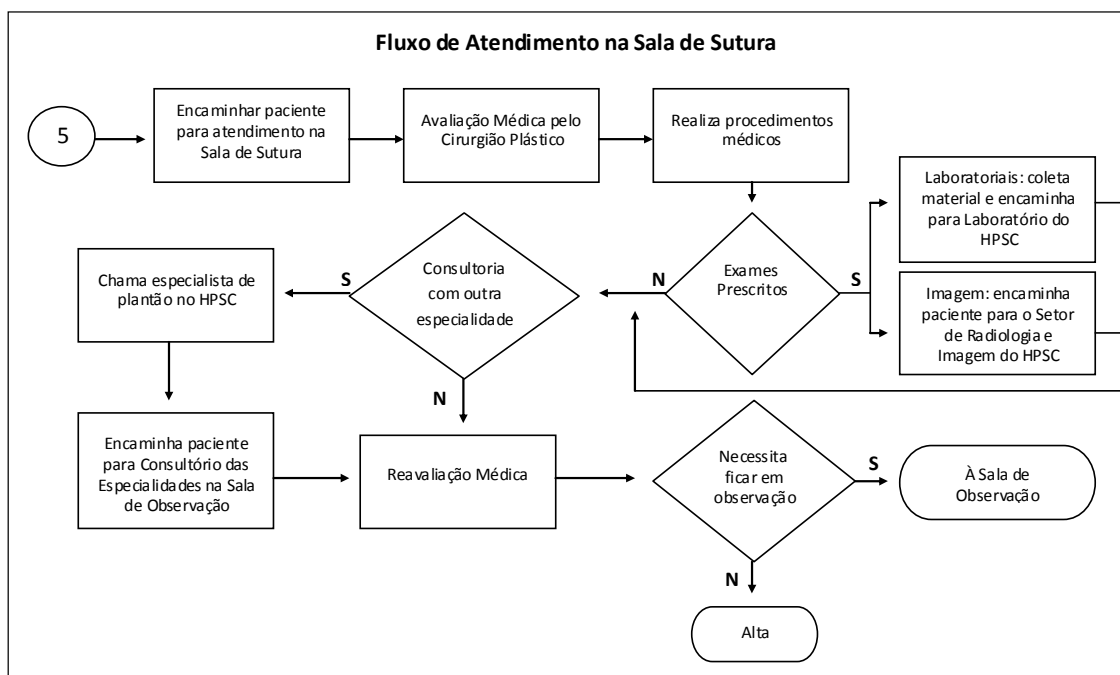 Fluxo de Atendimento na Sala de Sutura
5
Encaminhar paciente
para atendimento na
Sala de Sutura
Avaliação Médica pelo
Cirurgião Plástico
Realiza procedimentos
médicos
Laboratoriais: coleta
material e encaminha
para Laboratório do
HPSC
Imagem: encaminha
paciente para o Setor
de Radiologia e
Imagem do HPSC
S
Exames
Prescritos
N
Consultoria
com outra
especialidade
S
Chama especialista de
plantão no HPSC
N
Encaminha paciente
para Consultório das
Especialidades na Sala
de Observação
Reavaliação Médica
Necessita
ficar em
observação
S
À Sala de
Observação
N
Alta